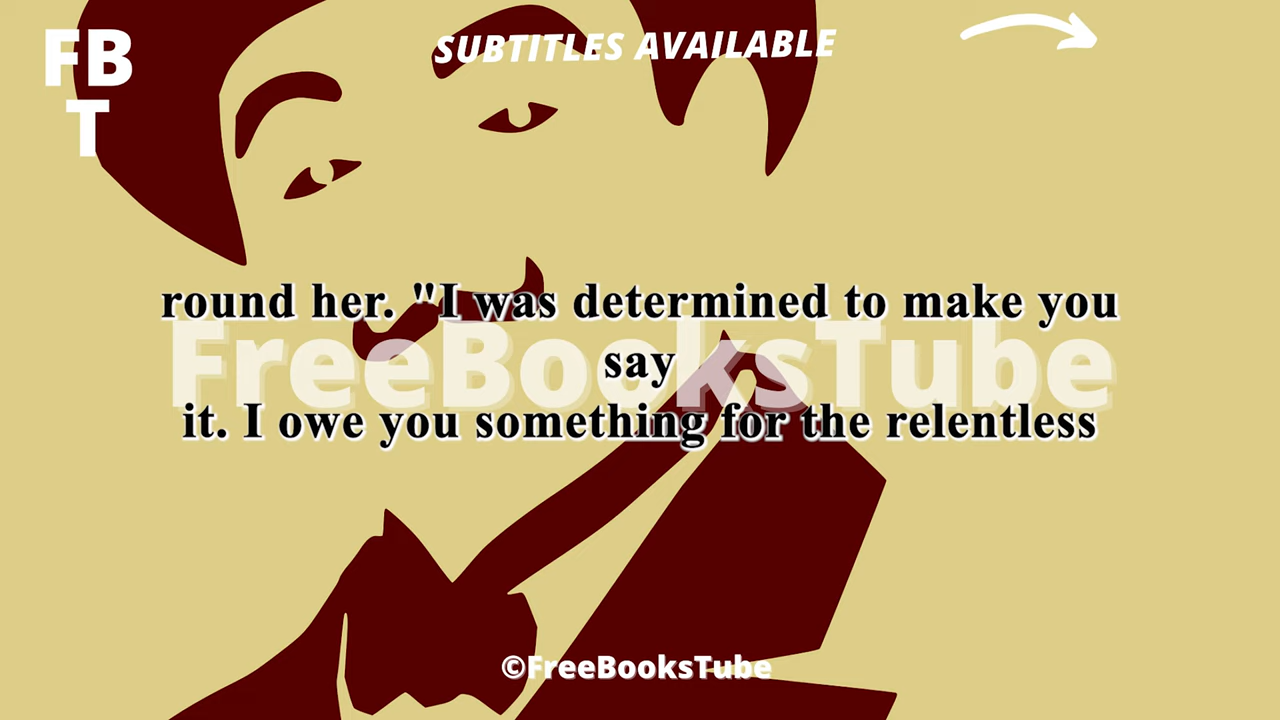 FB
T
SUBTITLES AVAILABLE
round her. "I was determined to make you
say
it. I owe you something for the relentless
FreeBooksTube
©FreeBooksTube